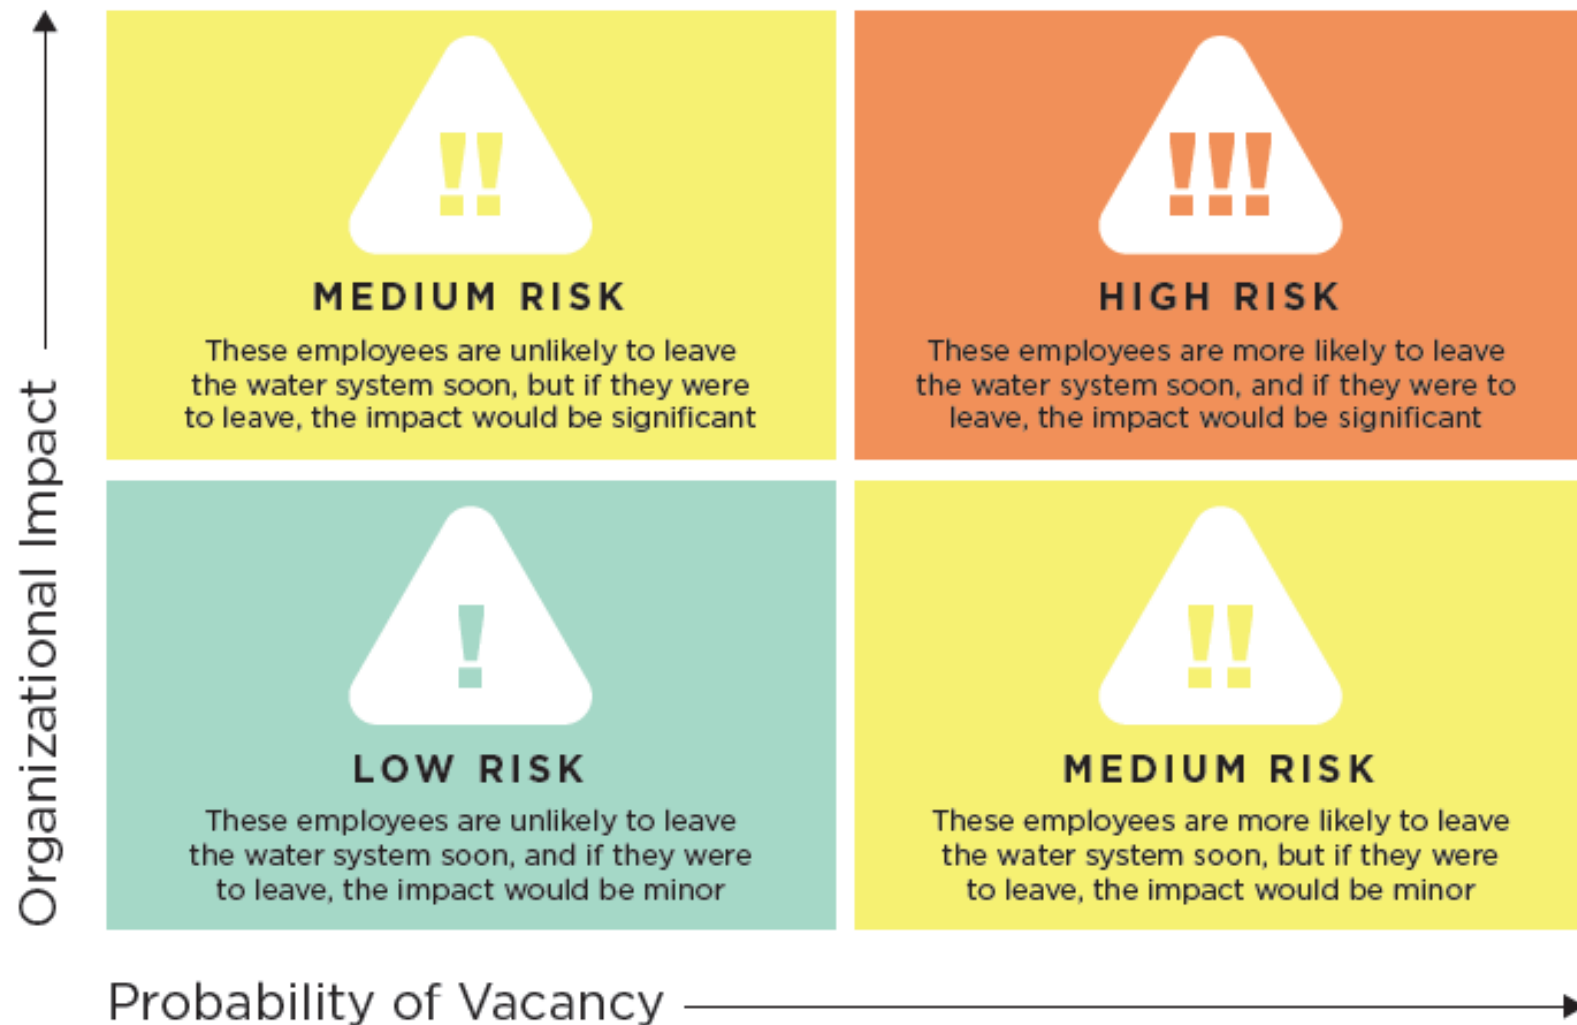 Organizational Impact
!!
MEDIUM RISK
These employees are unlikely to leave
the water system soon, but if they were
to leave, the impact would be significant
!!!
HIGH RISK
These employees are more likely to leave
the water system soon, and if they were to
leave, the impact would be significant
!
LOW RISK
These employees are unlikely to leave
the water system soon, and if they were
to leave, the impact would be minor
!!
MEDIUM RISK
These employees are more likely to leave
the water system soon, but if they were
to leave, the impact would be minor
Probability of Vacancy